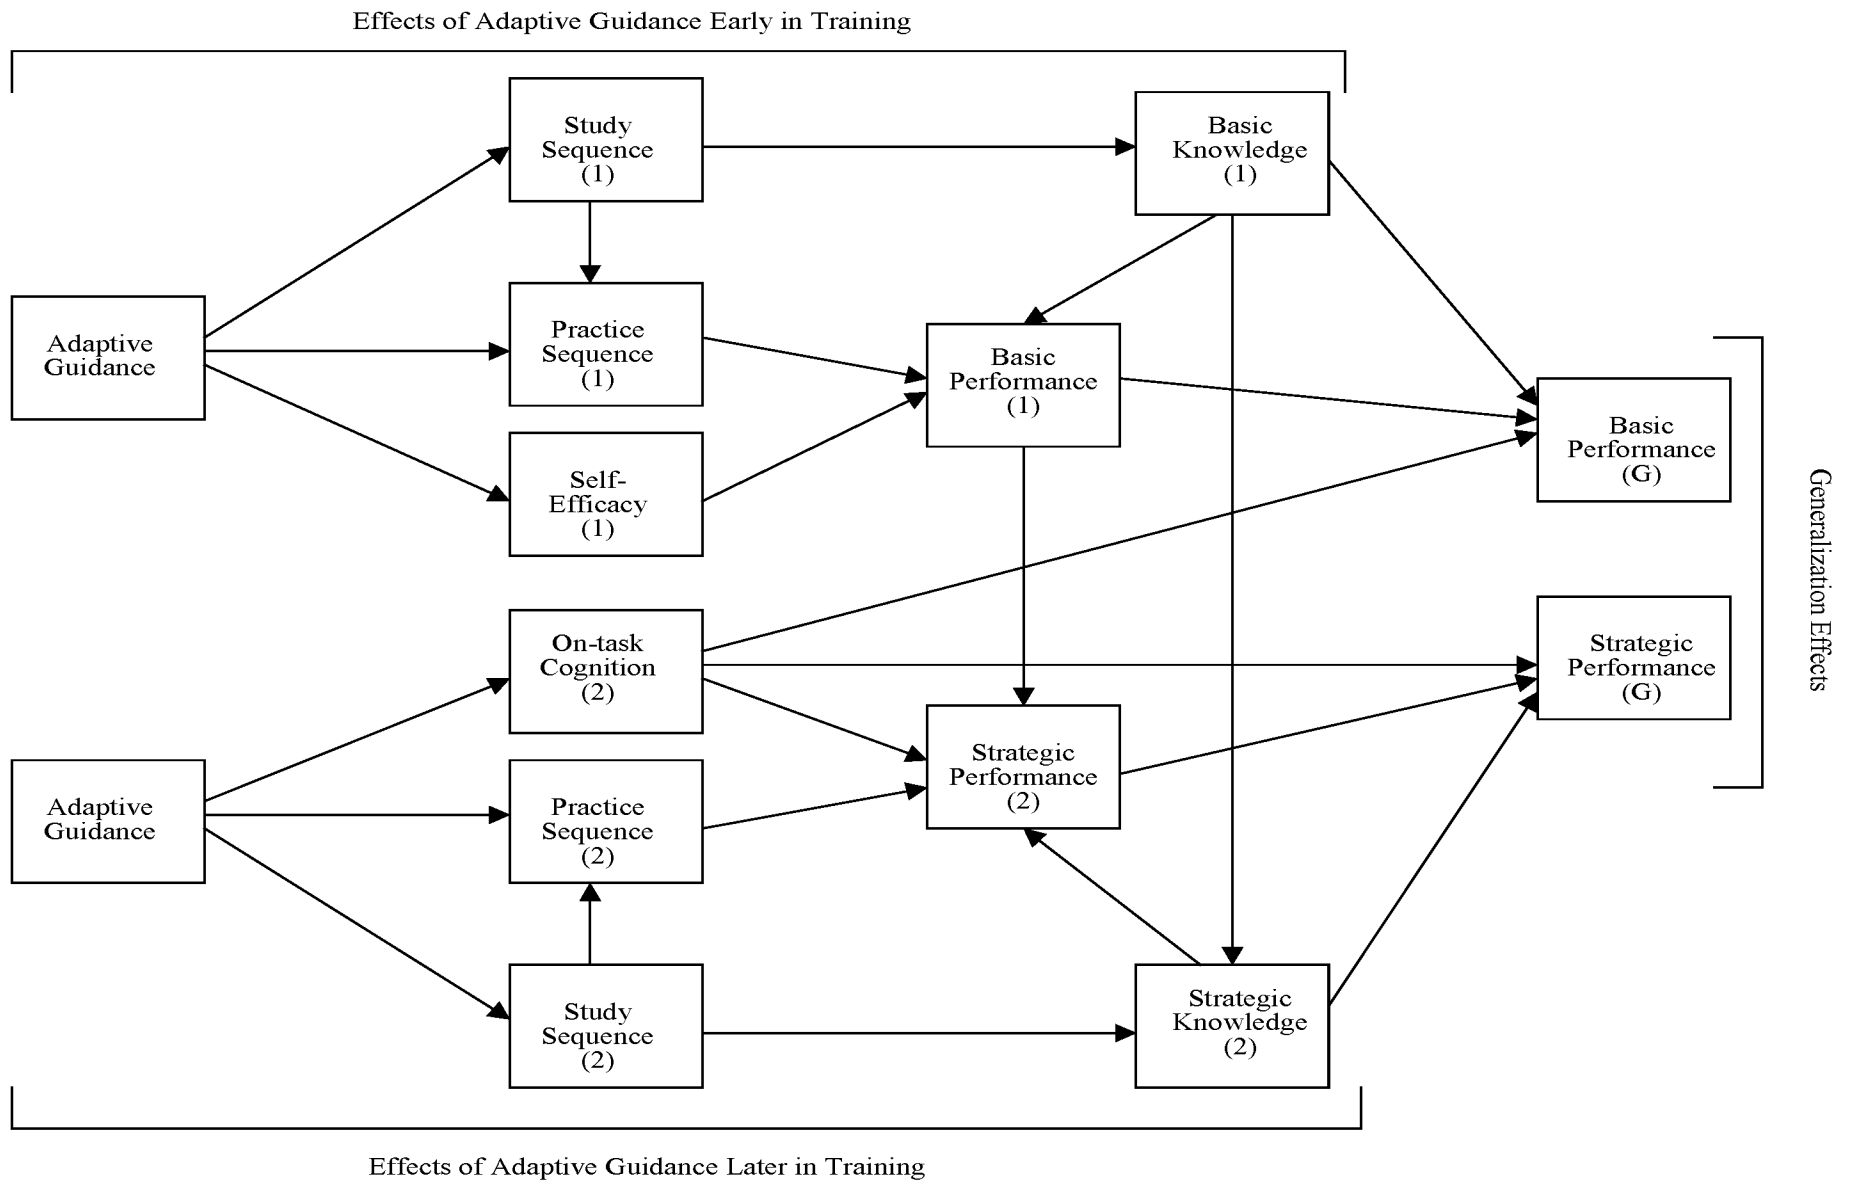 Effects of Adaptive Guidance Early in Training
Study
Sequence
(1)
Basic
Knowledge
(1)
Adaptive
Guidance
Practice
Sequence
(1)
Basic
Performance
(1)
Self-
Efficacy
(1)
Basic
Performance
(G)
Generalization Effects
On-task
Cognition
(2)
Strategic
Performance
(G)
Adaptive
Guidance
Practice
Sequence
(2)
Strategic
Performance
(2)
Study
Sequence
(2)
Strategic
Knowledge
(2)
Effects of Adaptive Guidance Later in Training